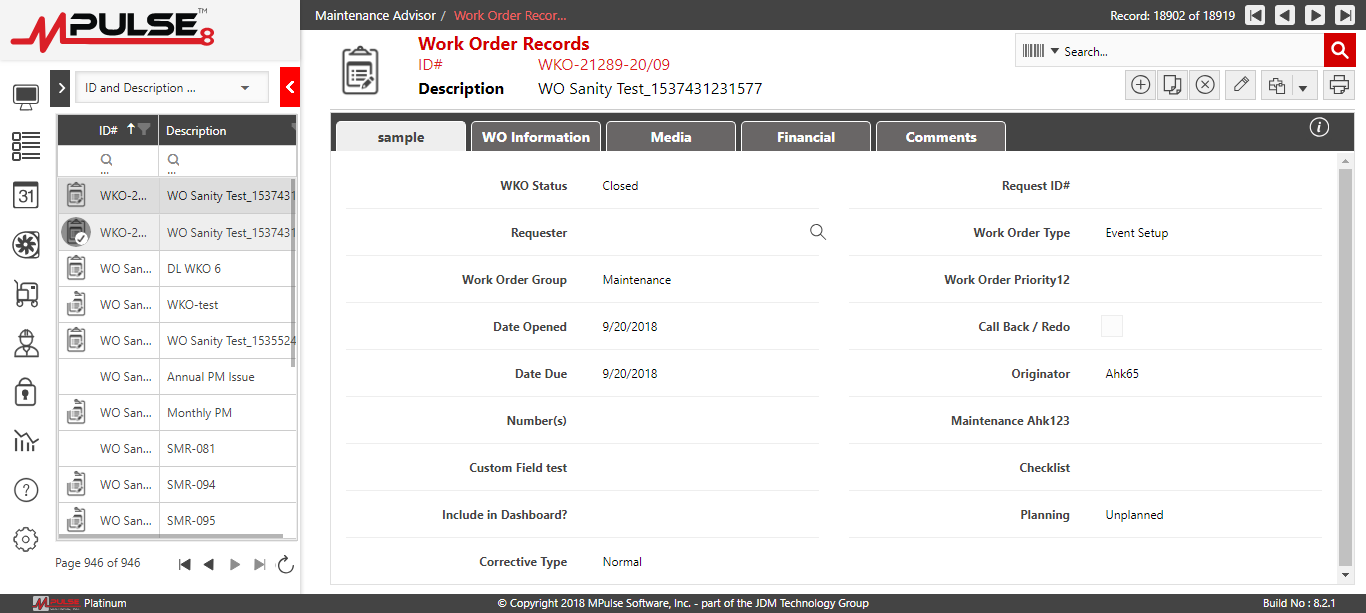 MPULSE 8 ™
Maintenance Advisor / Work Order Recor...
Record: 18902 of 18919
Work Order Records
ID# WKO-21289-20/09
Description WO Sanity Test_1537431231577
Search...
ID and Description ...
ID# Description
... ...
WKO-2... WO Sanity Test_1537431
WKO-2... WO Sanity Test_1537431
WO San... DL WKO 6
WO San... WKO-test
WO San... WO Sanity Test_1535524
WO San... Annual PM Issue
WO San... Monthly PM
WO San... SMR-081
WO San... SMR-094
WO San... SMR-095
Page 946 of 946
31
?
sample WO Information Media Financial Comments
i
WKO Status Closed Request ID#
Requester Work Order Type Event Setup
Work Order Group Maintenance Work Order Priority12
Date Opened 9/20/2018 Call Back / Redo
Date Due 9/20/2018 Originator Ahk65
Number(s) Maintenance Ahk123
Custom Field test Checklist
Include in Dashboard? Planning Unplanned
Corrective Type Normal
MPULSE Platinum © Copyright 2018 MPulse Software, Inc. - part of the JDM Technology Group Build No : 8.2.1